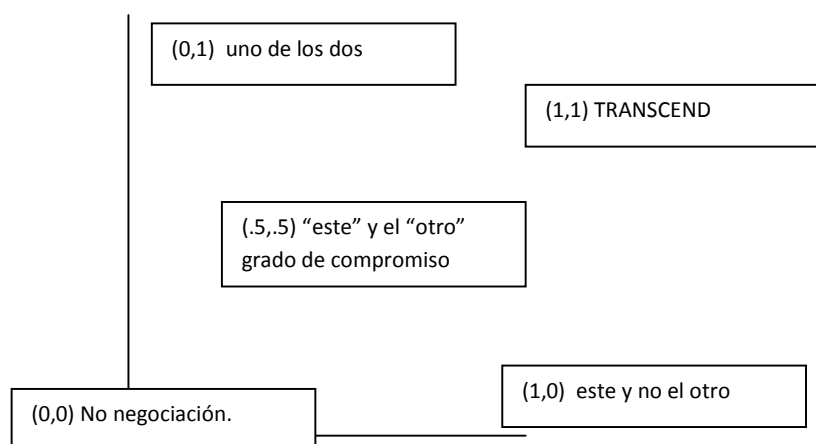 (0,1) uno de los dos
(1,1) TRANSCEND
(.5,.5) “este” y el “otro”
grado de compromiso
(1,0) este y no el otro
(0,0) No negociación.